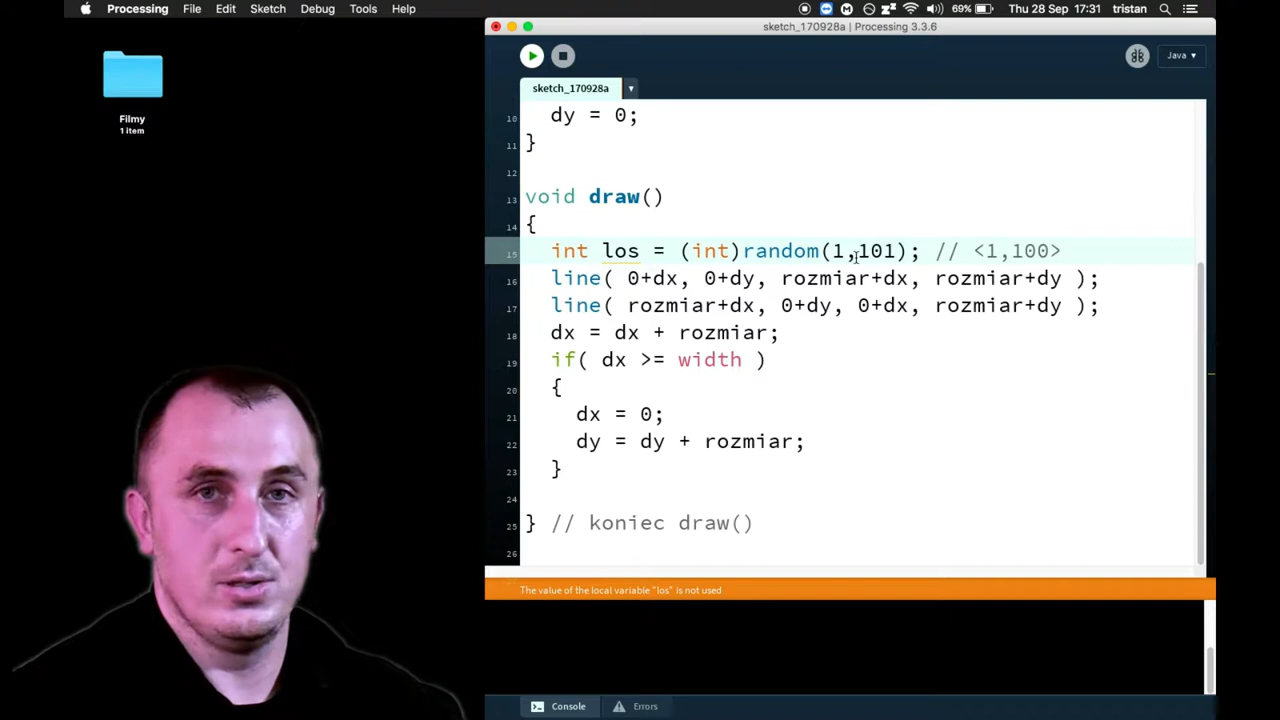 Processing File Edit Sketch Debug Tools Help 69% Thu 28 Sep 17:31 tristan
sketch_170928a | Processing 3.3.6
Java ▾
sketch_170928a ▾
Filmy
1 item
10 dy = 0;
11 }
12
13 void draw()
14 {
15 int los = (int)random(1,101); // <1,100>
16 line( 0+dx, 0+dy, rozmiar+dx, rozmiar+dy );
17 line( rozmiar+dx, 0+dy, 0+dx, rozmiar+dy );
18 dx = dx + rozmiar;
19 if( dx >= width )
20 {
21 dx = 0;
22 dy = dy + rozmiar;
23 }
24
25 } // koniec draw()
26
The value of the local variable "los" is not used
Console Errors